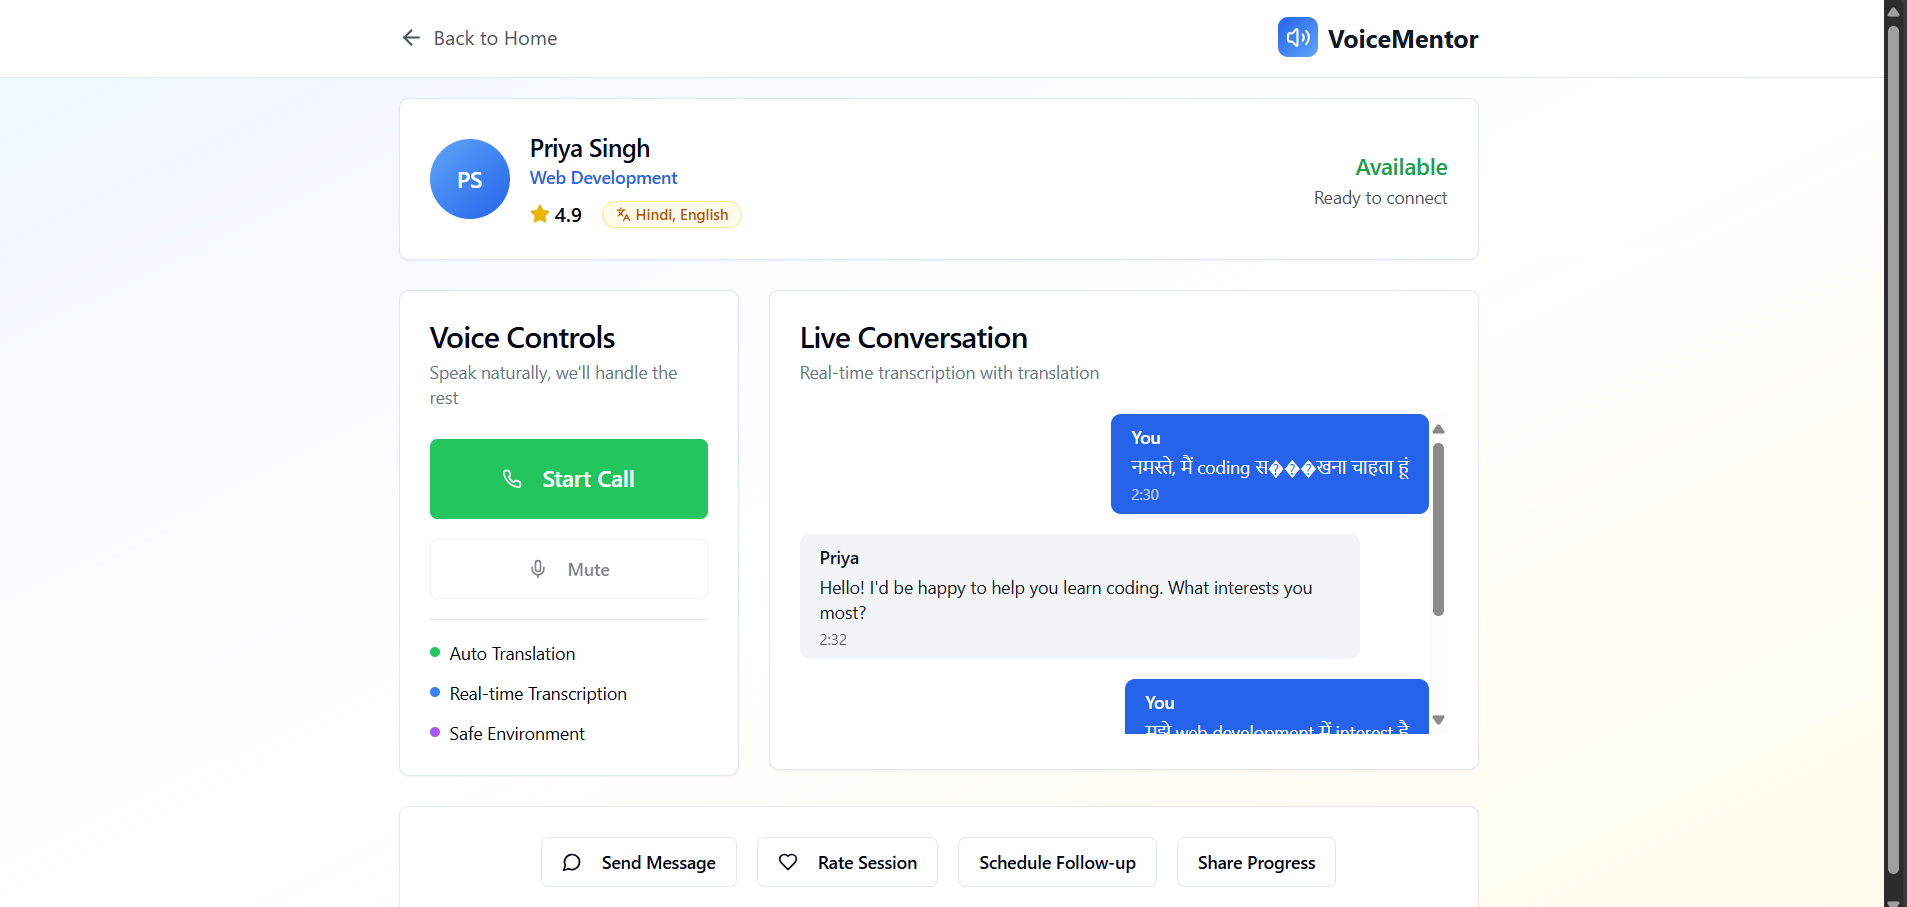 Back to Home
VoiceMentor
PS
Priya Singh
Web Development
4.9
Hindi, English
Available
Ready to connect
Voice Controls
Speak naturally, we'll handle the
rest
Start Call
Mute
Auto Translation
Real-time Transcription
Safe Environment
Live Conversation
Real-time transcription with translation
You
नमस्ते, मैं coding स���खना चाहता हूं
2:30
Priya
Hello! I'd be happy to help you learn coding. What interests you
most?
2:32
You
मुझे web development में interest है
Send Message
Rate Session
Schedule Follow-up
Share Progress